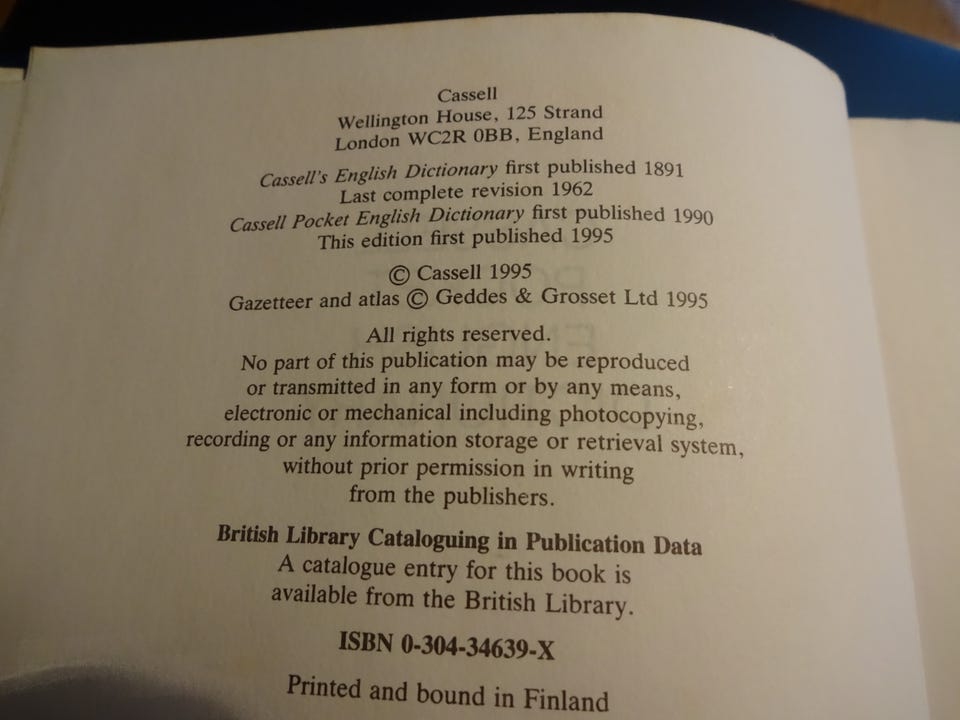 Cassell
Wellington House, 125 Strand
London WC2R 0BB, England
Cassell's English Dictionary first published 1891
Last complete revision 1962
Cassell Pocket English Dictionary first published 1990
This edition first published 1995
© Cassell 1995
Gazetteer and atlas © Geddes & Grosset Ltd 1995
All rights reserved.
No part of this publication may be reproduced
or transmitted in any form or by any means,
electronic or mechanical including photocopying,
recording or any information storage or retrieval system,
without prior permission in writing
from the publishers.
British Library Cataloguing in Publication Data
A catalogue entry for this book is
available from the British Library.
ISBN 0-304-34639-X
Printed and bound in Finland